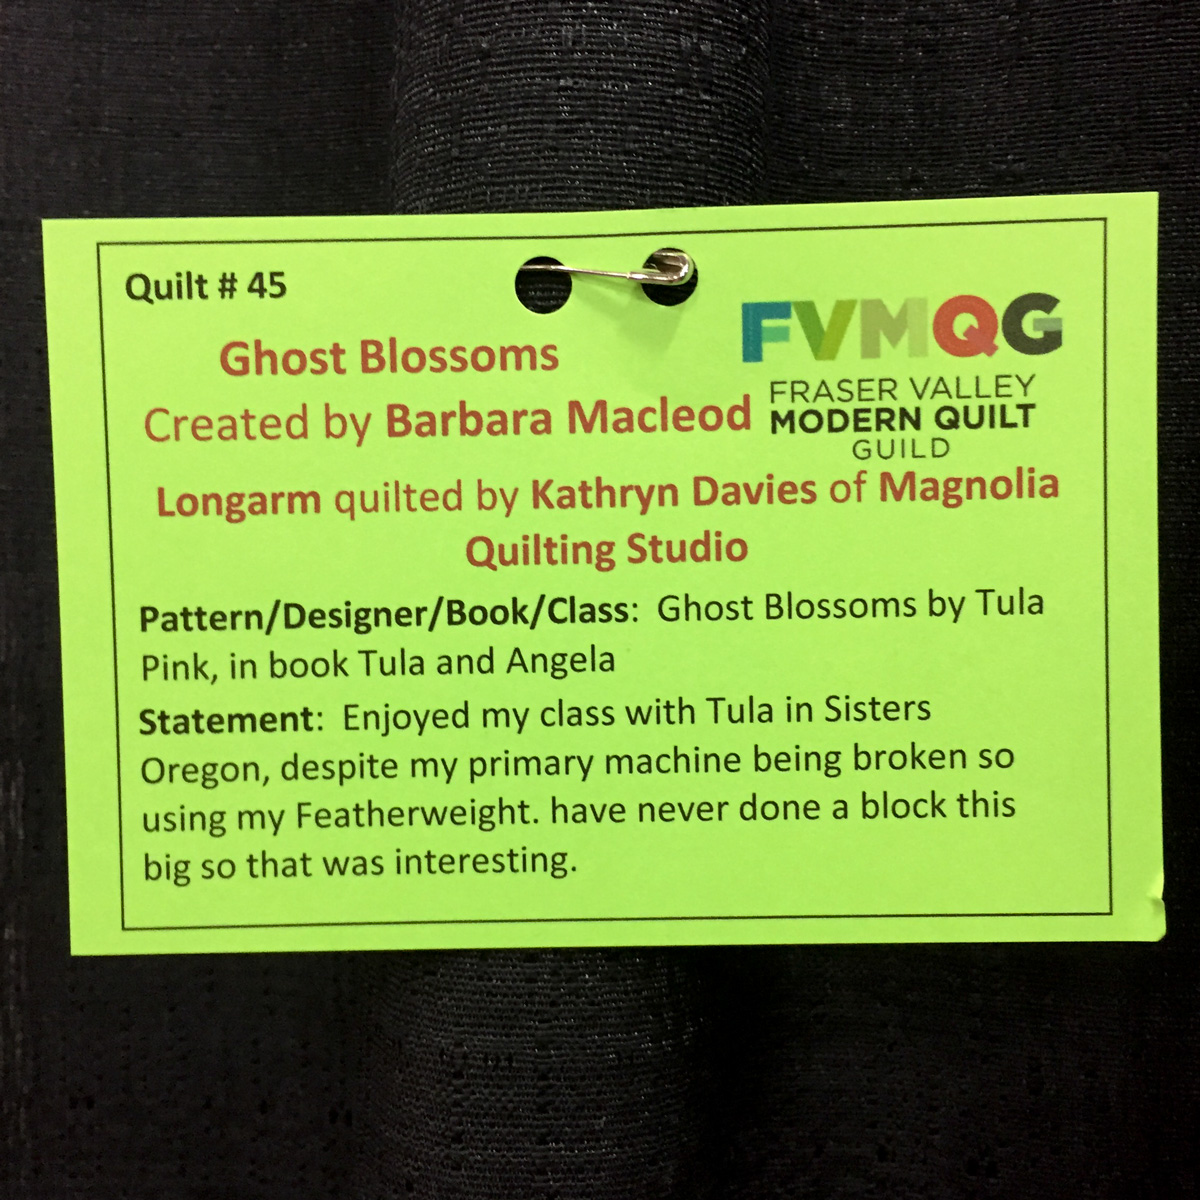 Quilt # 45
FVMQG
FRASER VALLEY
MODERN QUILT
GUILD
Ghost Blossoms
Created by Barbara Macleod
Longarm quilted by Kathryn Davies of Magnolia
Quilting Studio
Pattern/Designer/Book/Class: Ghost Blossoms by Tula
Pink, in book Tula and Angela
Statement: Enjoyed my class with Tula in Sisters
Oregon, despite my primary machine being broken so
using my Featherweight. have never done a block this
big so that was interesting.